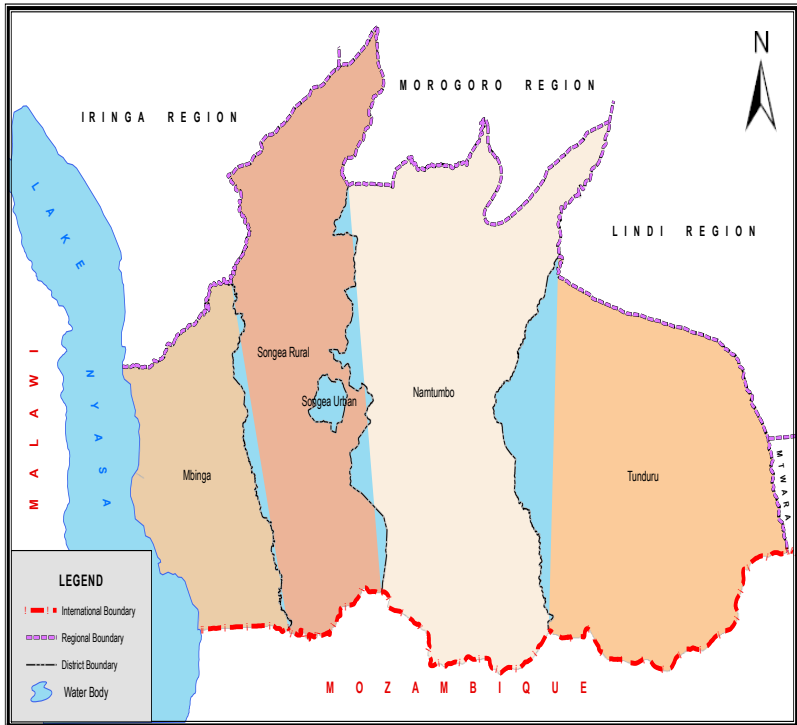 N
MOROGORO REGION
IRINGA REGION
LINDI REGION
LAKE NYASA
MALAWI
Songea Rural
Songea Urban
Namtumbo
Mbinga
Tunduru
MTWARA
LEGEND
International Boundary
Regional Boundary
District Boundary
Water Body
MOZAMBIQUE